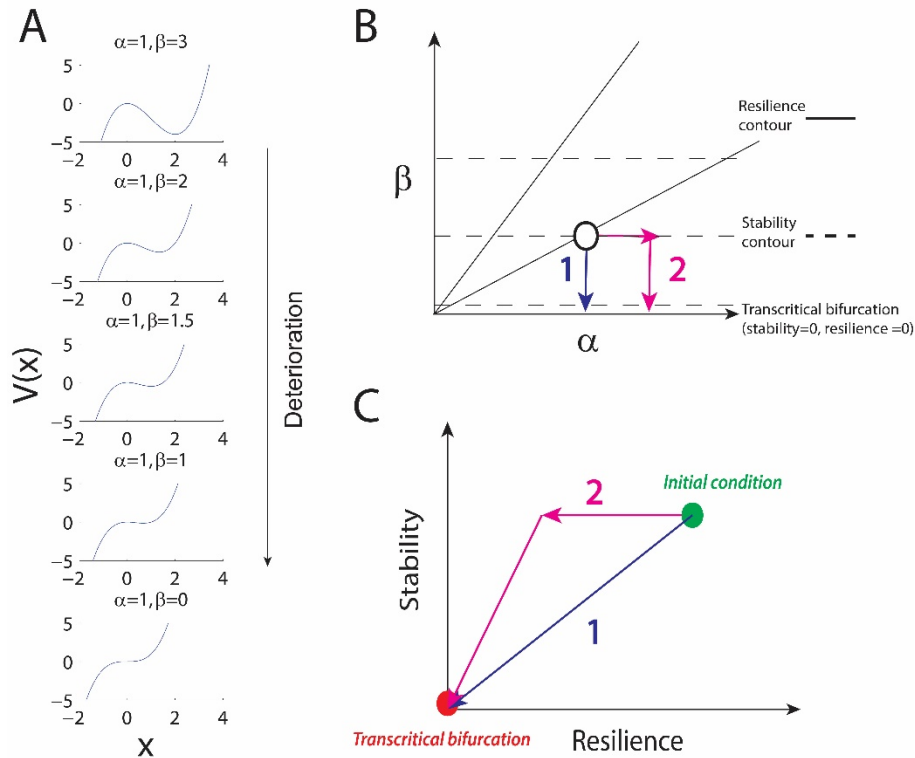 A
α=1,β=3
5
0
−5
−2 0 2 4
α=1,β=2
5
0
−5
−2 0 2 4
α=1,β=1.5
5
0
−5
−2 0 2 4
α=1,β=1
5
0
−5
−2 0 2 4
α=1,β=0
5
0
−5
−2 0 2 4
V(x)
x
Deterioration
B
β
α
1
2
Resilience
contour
Stability
contour
Transcritical bifurcation
(stability=0, resilience =0)
C
Stability
2
Initial condition
1
Transcritical bifurcation
Resilience